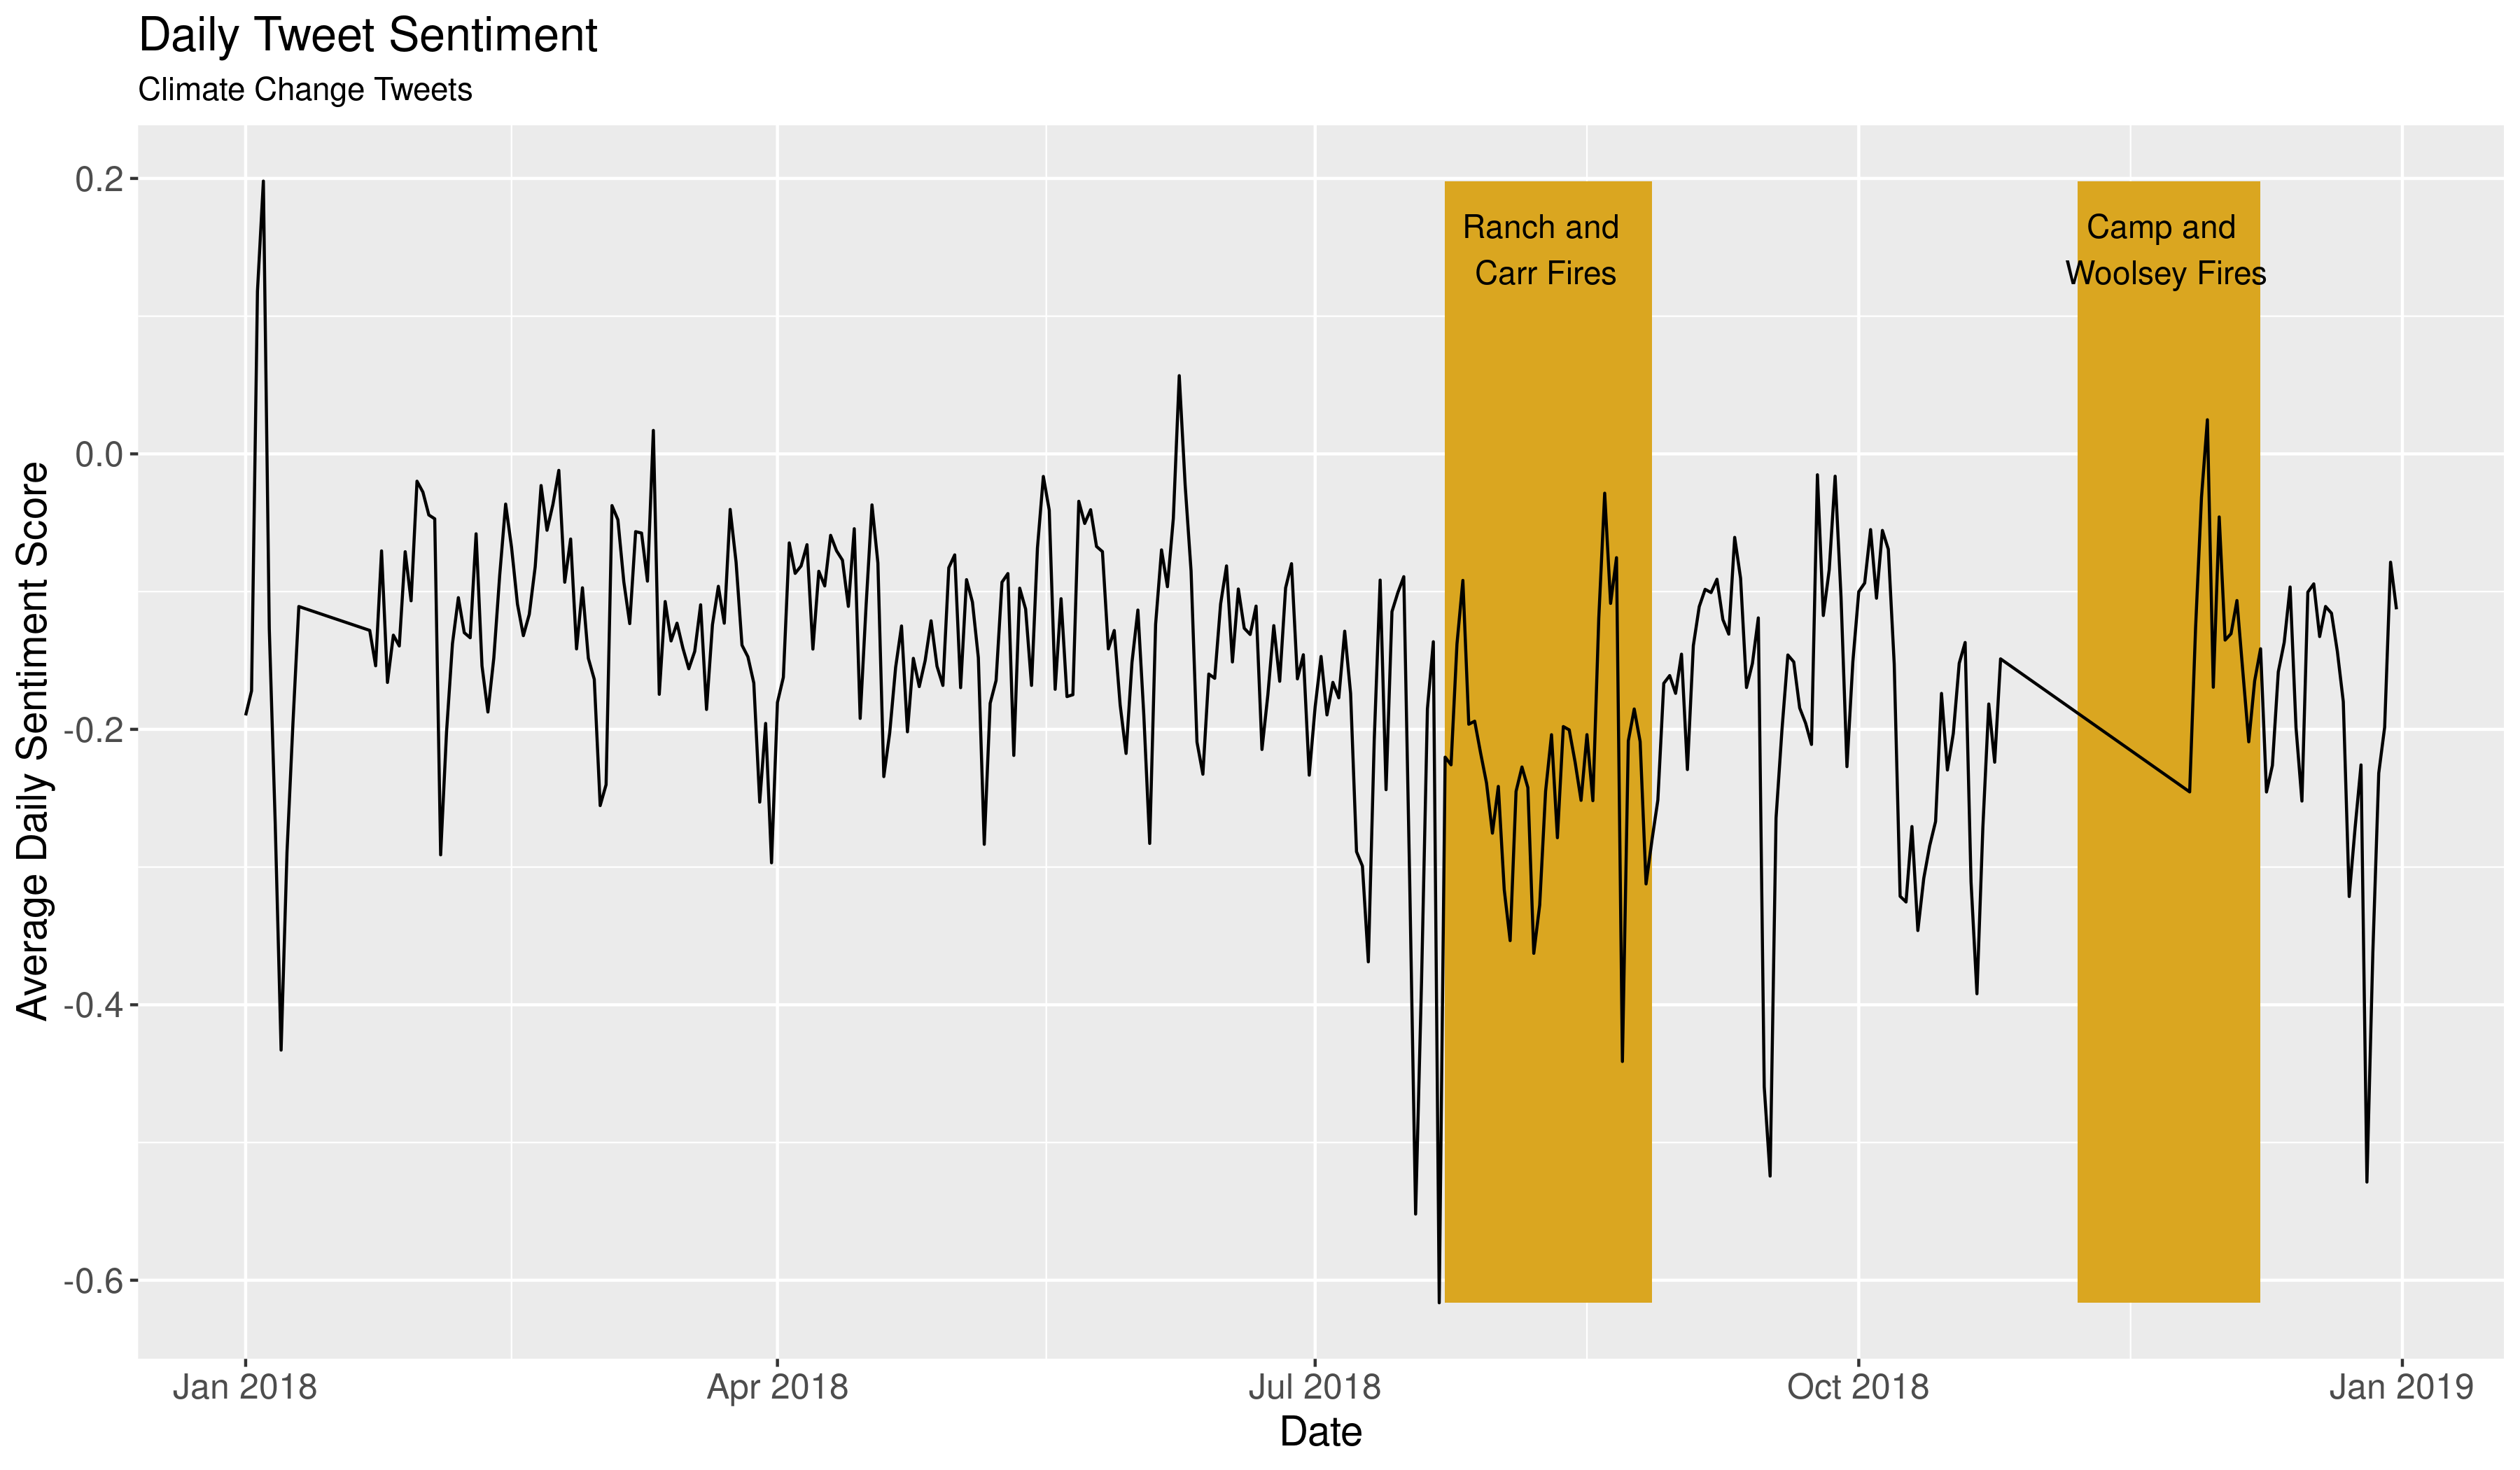 Daily Tweet Sentiment
Climate Change Tweets
Average Daily Sentiment Score
0.2
0.0
-0.2
-0.4
-0.6
Ranch and
Carr Fires
Camp and
Woolsey Fires
Jan 2018
Apr 2018
Jul 2018
Oct 2018
Jan 2019
Date